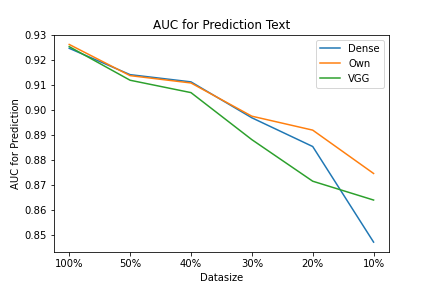 AUC for Prediction Text
AUC for Prediction
0.93
0.92
0.91
0.90
0.89
0.88
0.87
0.86
0.85
Dense
Own
VGG
100%
50%
40%
30%
20%
10%
Datasize